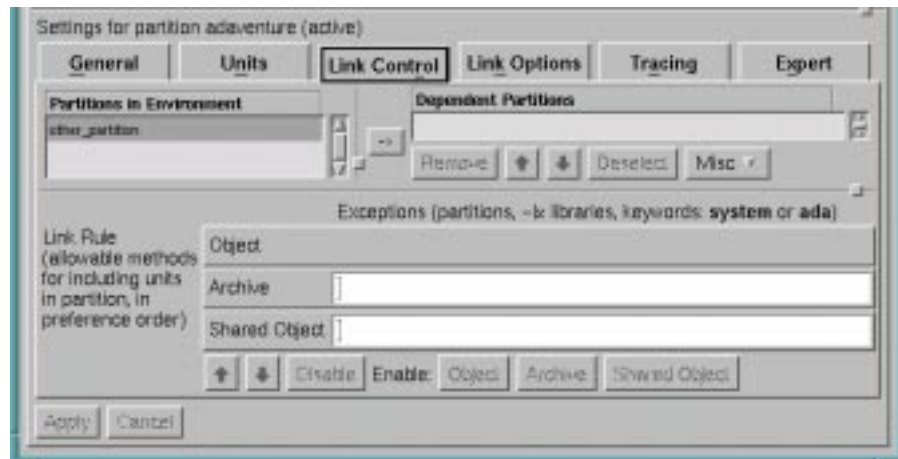 Settings for partition adaventure (active)
General Units Link Control Link Options Tracing Expert
Partitions in Environment
other_partition
->
Dependent Partitions
Remove Deselect Misc
Exceptions (partitions, -lx libraries, keywords: system or ada)
Link Rule
(allowable methods
for including units
in partition, in
preference order)
Object
Archive
Shared Object
Disable Enable: Object Archive Shared Object
Apply Cancel